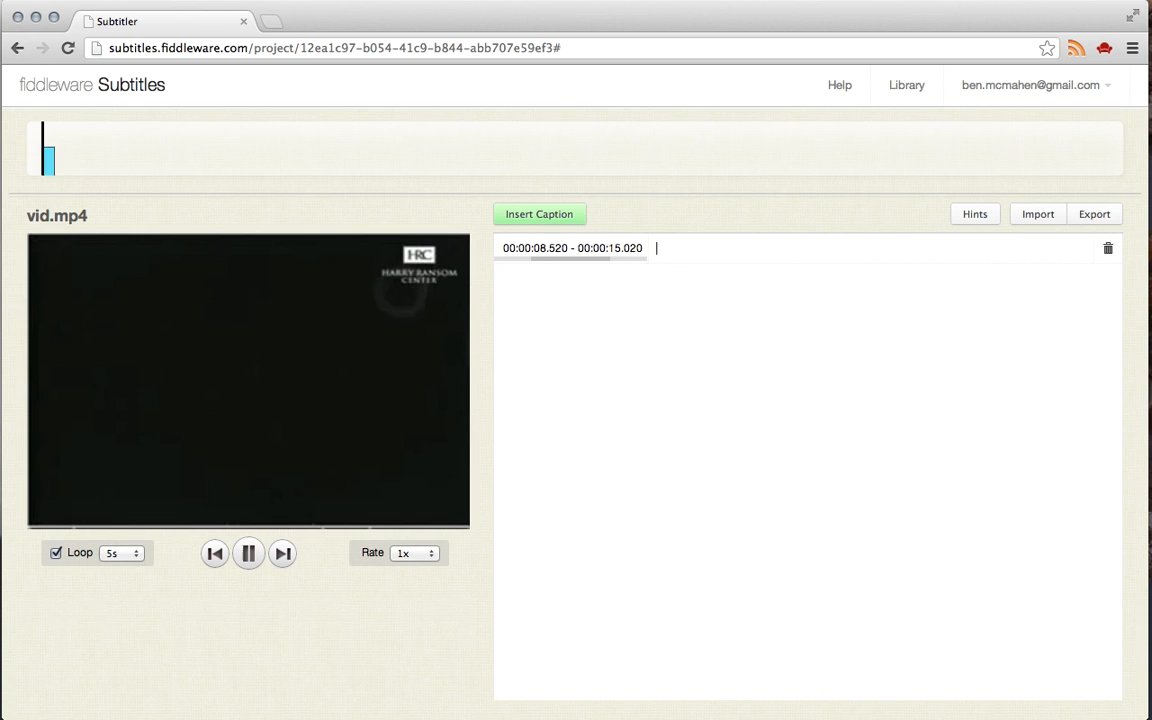 Subtitler
subtitles.fiddleware.com/project/12ea1c97-b054-41c9-b844-abb707e59ef3#
fiddleware Subtitles
Help
Library
ben.mcmahen@gmail.com
vid.mp4
Insert Caption
Hints
Import
Export
HRC
HARRY RANSOM
CENTER
00:00:08.520 - 00:00:15.020
Loop
5s
Rate
1x